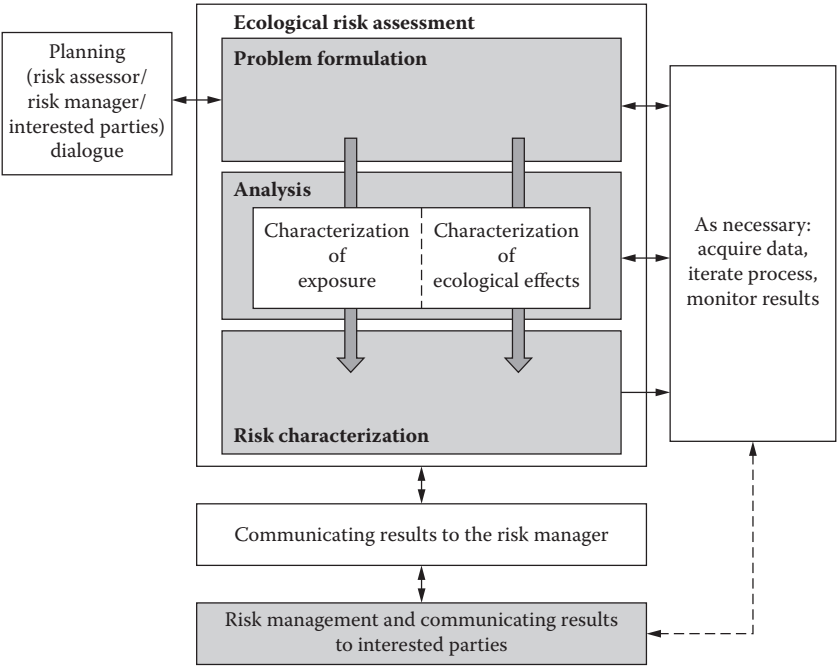 Ecological risk assessment
Planning
(risk assessor/
risk manager/
interested parties)
dialogue
Problem formulation
Analysis
Characterization
of
exposure
Characterization
of
ecological effects
As necessary:
acquire data,
iterate process,
monitor results
Risk characterization
Communicating results to the risk manager
Risk management and communicating results
to interested parties